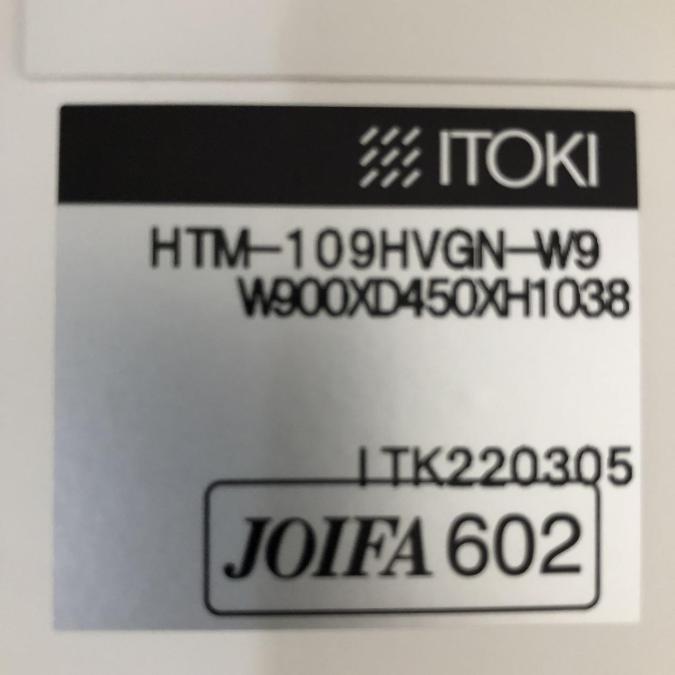 ITOKI
HTM-109HVGN-W9
W900XD450XH1038
ITK220305
JOIFA 602